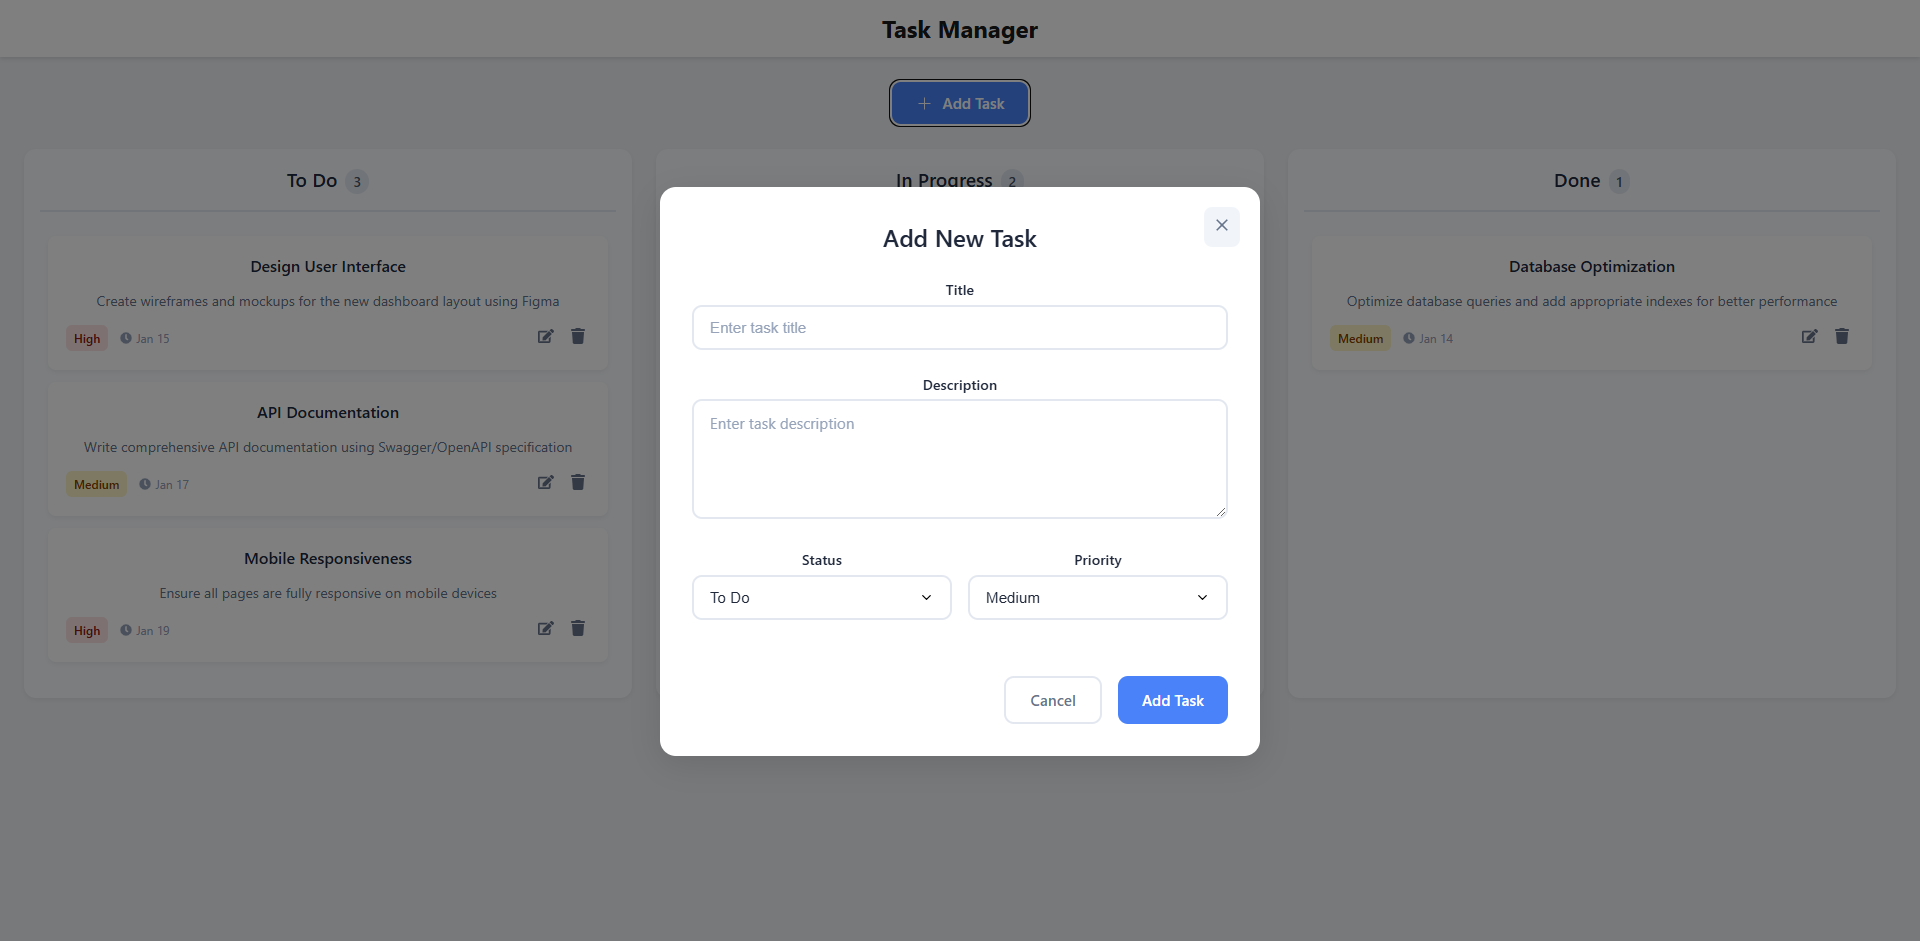 Task Manager
Add Task
To Do 3
Design User Interface
Create wireframes and mockups for the new dashboard layout using Figma
High Jan 15
API Documentation
Write comprehensive API documentation using Swagger/OpenAPI specification
Medium Jan 17
Mobile Responsiveness
Ensure all pages are fully responsive on mobile devices
High Jan 19
In Progress 2
Add New Task
Title
Enter task title
Description
Enter task description
Status
Priority
To Do
Medium
Cancel
Add Task
Done 1
Database Optimization
Optimize database queries and add appropriate indexes for better performance
Medium Jan 14